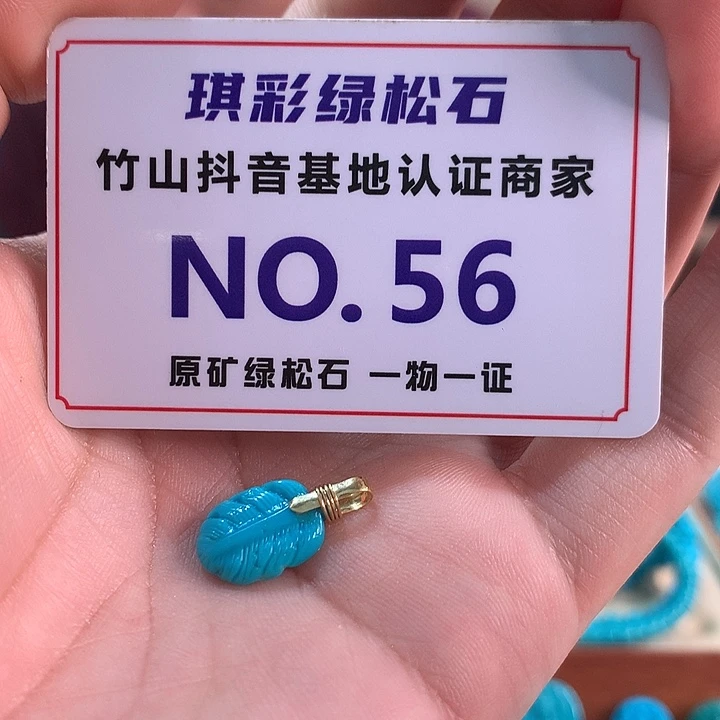 琪彩绿松石
竹山抖音基地认证商家
NO.56
原矿绿松石 一物一证